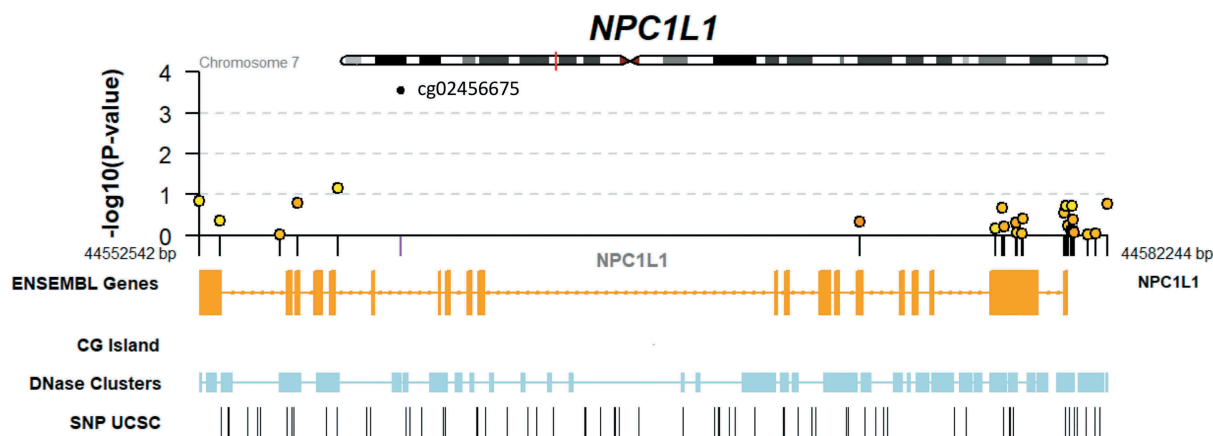 NPC1L1
Chromosome 7
-log10(P-value)
4
3
2
1
0
cg02456675
44552542 bp
44582244 bp
NPC1L1
ENSEMBL Genes
NPC1L1
CG Island
DNase Clusters
SNP UCSC